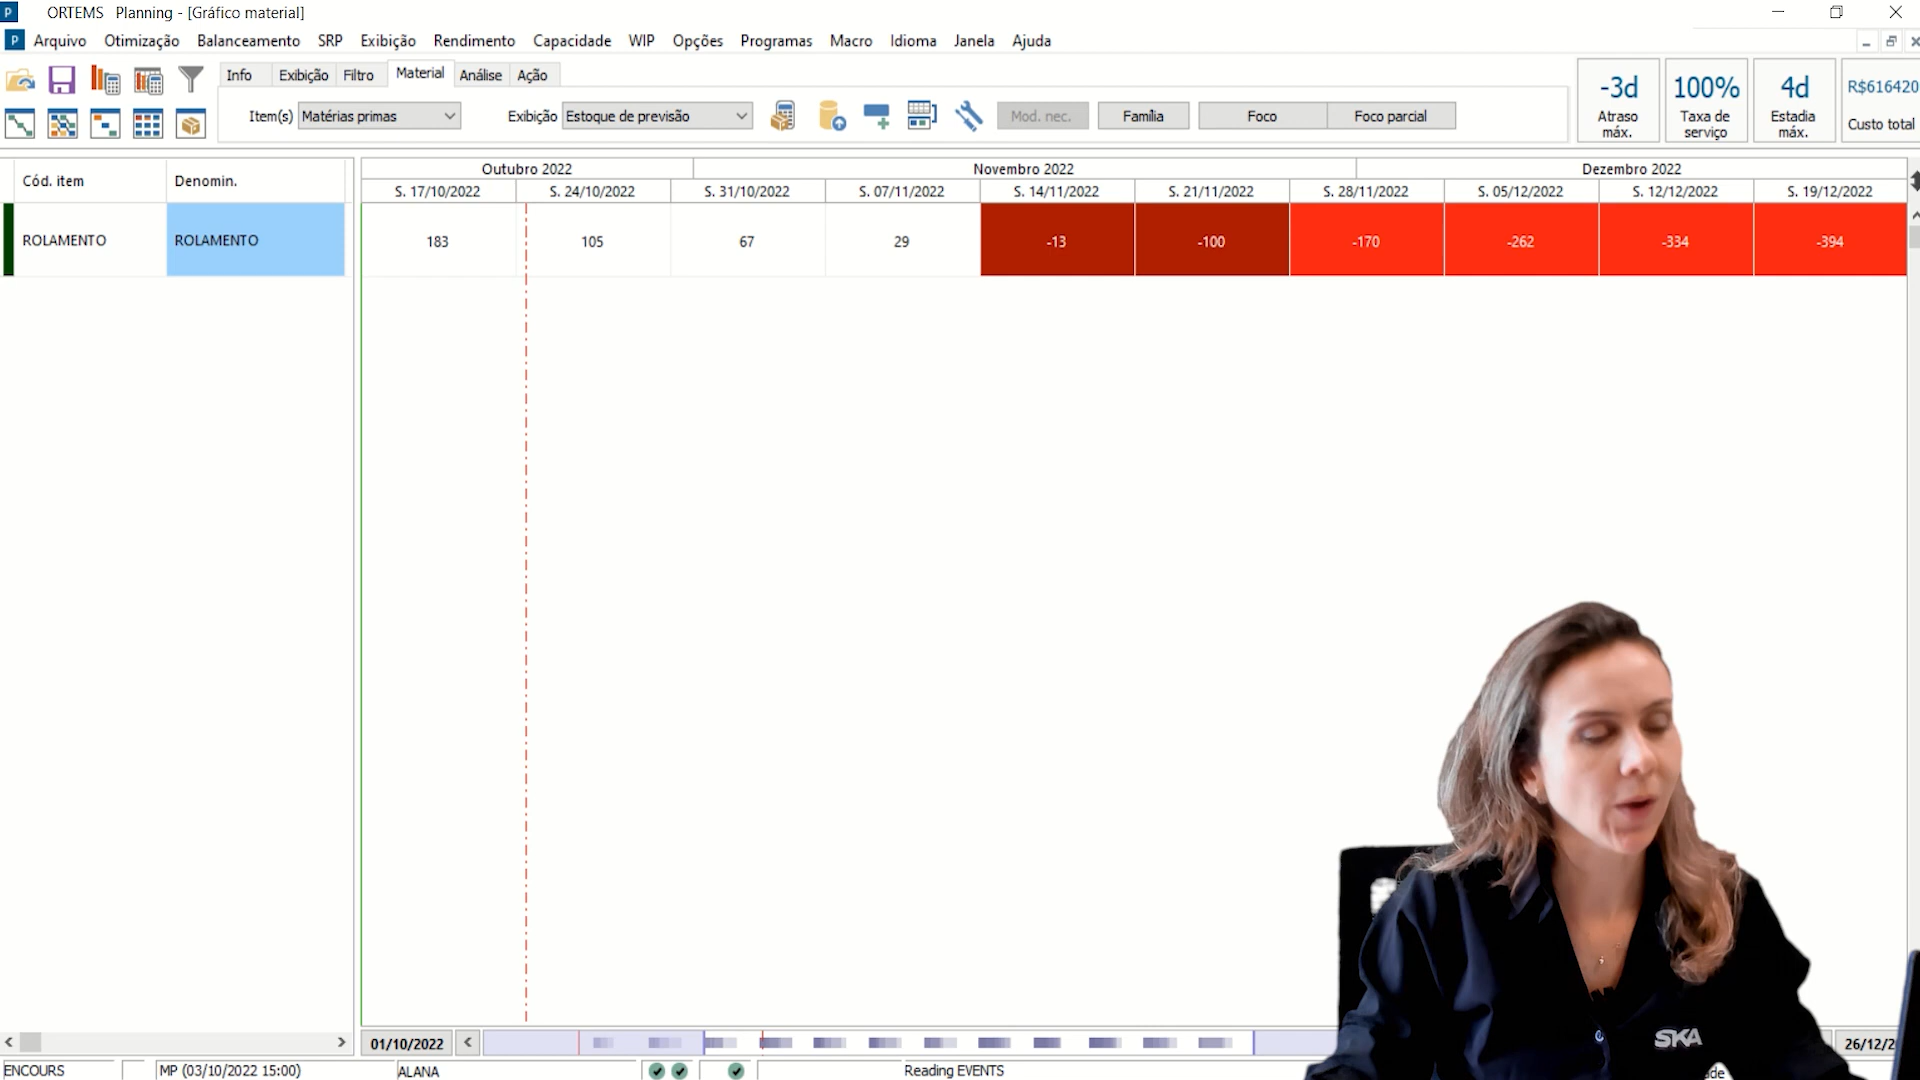 ORTEMS Planning - [Gráfico material]
Arquivo Otimização Balanceamento SRP Exibição Rendimento Capacidade WIP Opções Programas Macro Idioma Janela Ajuda
Info Exibição Filtro Material Análise Ação
Item(s) Matérias primas Exibição Estoque de previsão Mod. nec. Família Foco Foco parcial
-3d
Atraso
máx.
100%
Taxa de
serviço
4d
Estadia
máx.
R$616420
Custo total
Cód. item Denomin.
Outubro 2022 Novembro 2022 Dezembro 2022
S. 17/10/2022 S. 24/10/2022 S. 31/10/2022 S. 07/11/2022 S. 14/11/2022 S. 21/11/2022 S. 28/11/2022 S. 05/12/2022 S. 12/12/2022 S. 19/12/2022
ROLAMENTO ROLAMENTO 183 105 67 29 -13 -100 -170 -262 -334 -394
SKA
01/10/2022 26/12/2
ENCOURS MP (03/10/2022 15:00) ALANA Reading EVENTS